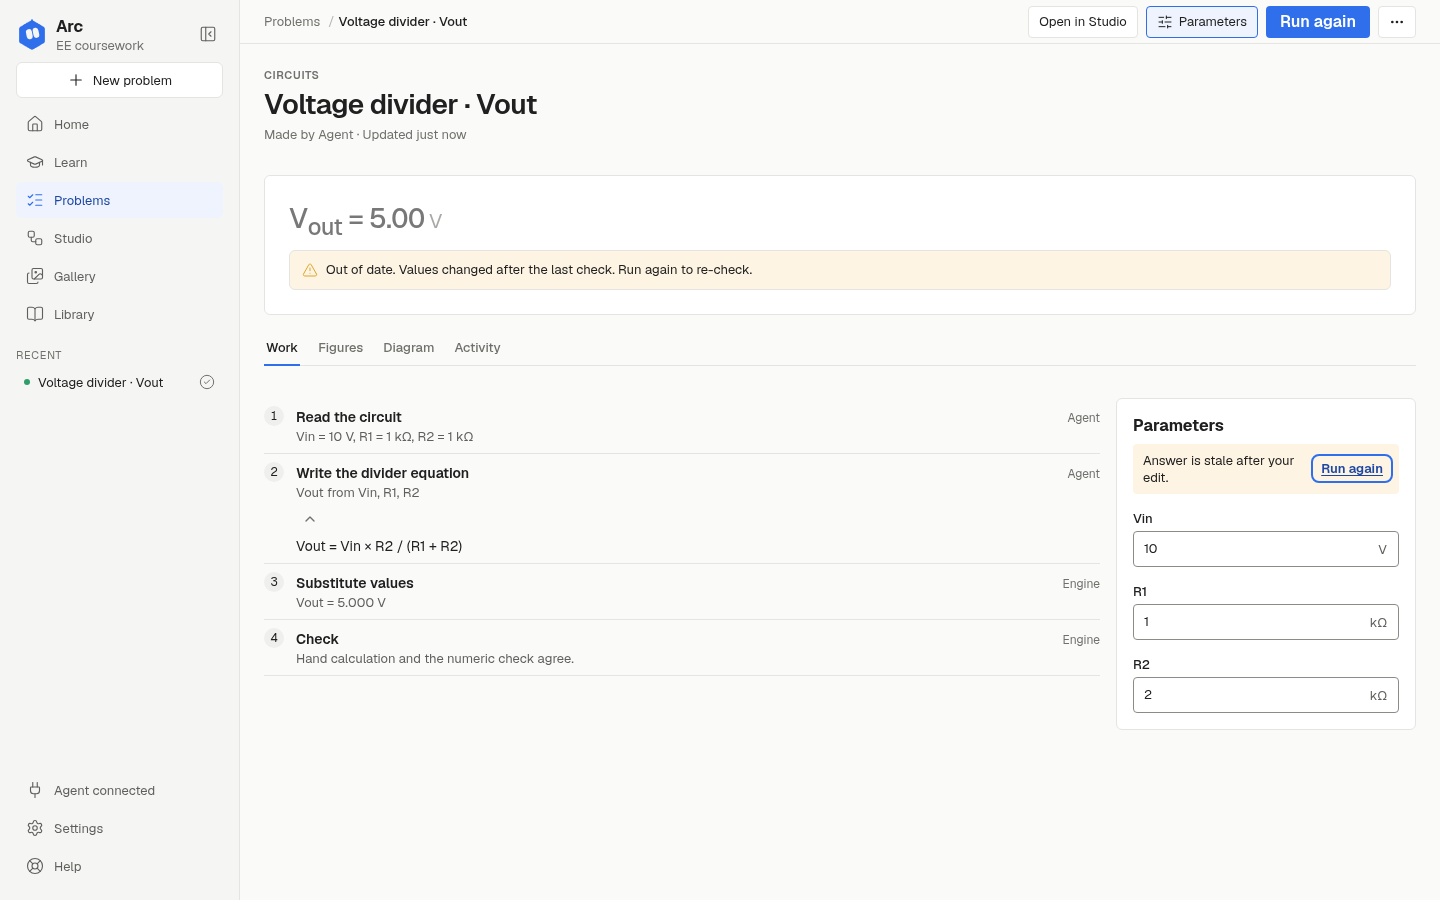 Arc
EE coursework
New problem
Home
Learn
Problems
Studio
Gallery
Library
RECENT
Voltage divider · Vout
Agent connected
Settings
Help
Problems / Voltage divider · Vout
Open in Studio
Parameters
Run again
CIRCUITS
Voltage divider · Vout
Made by Agent · Updated just now
Vout = 5.00 V
Out of date. Values changed after the last check. Run again to re-check.
Work Figures Diagram Activity
1 Read the circuit Agent
Vin = 10 V, R1 = 1 kΩ, R2 = 1 kΩ
2 Write the divider equation Agent
Vout from Vin, R1, R2
Vout = Vin × R2 / (R1 + R2)
3 Substitute values Engine
Vout = 5.000 V
4 Check Engine
Hand calculation and the numeric check agree.
Parameters
Answer is stale after your
edit.
Run again
Vin
10 V
R1
1 kΩ
R2
2 kΩ